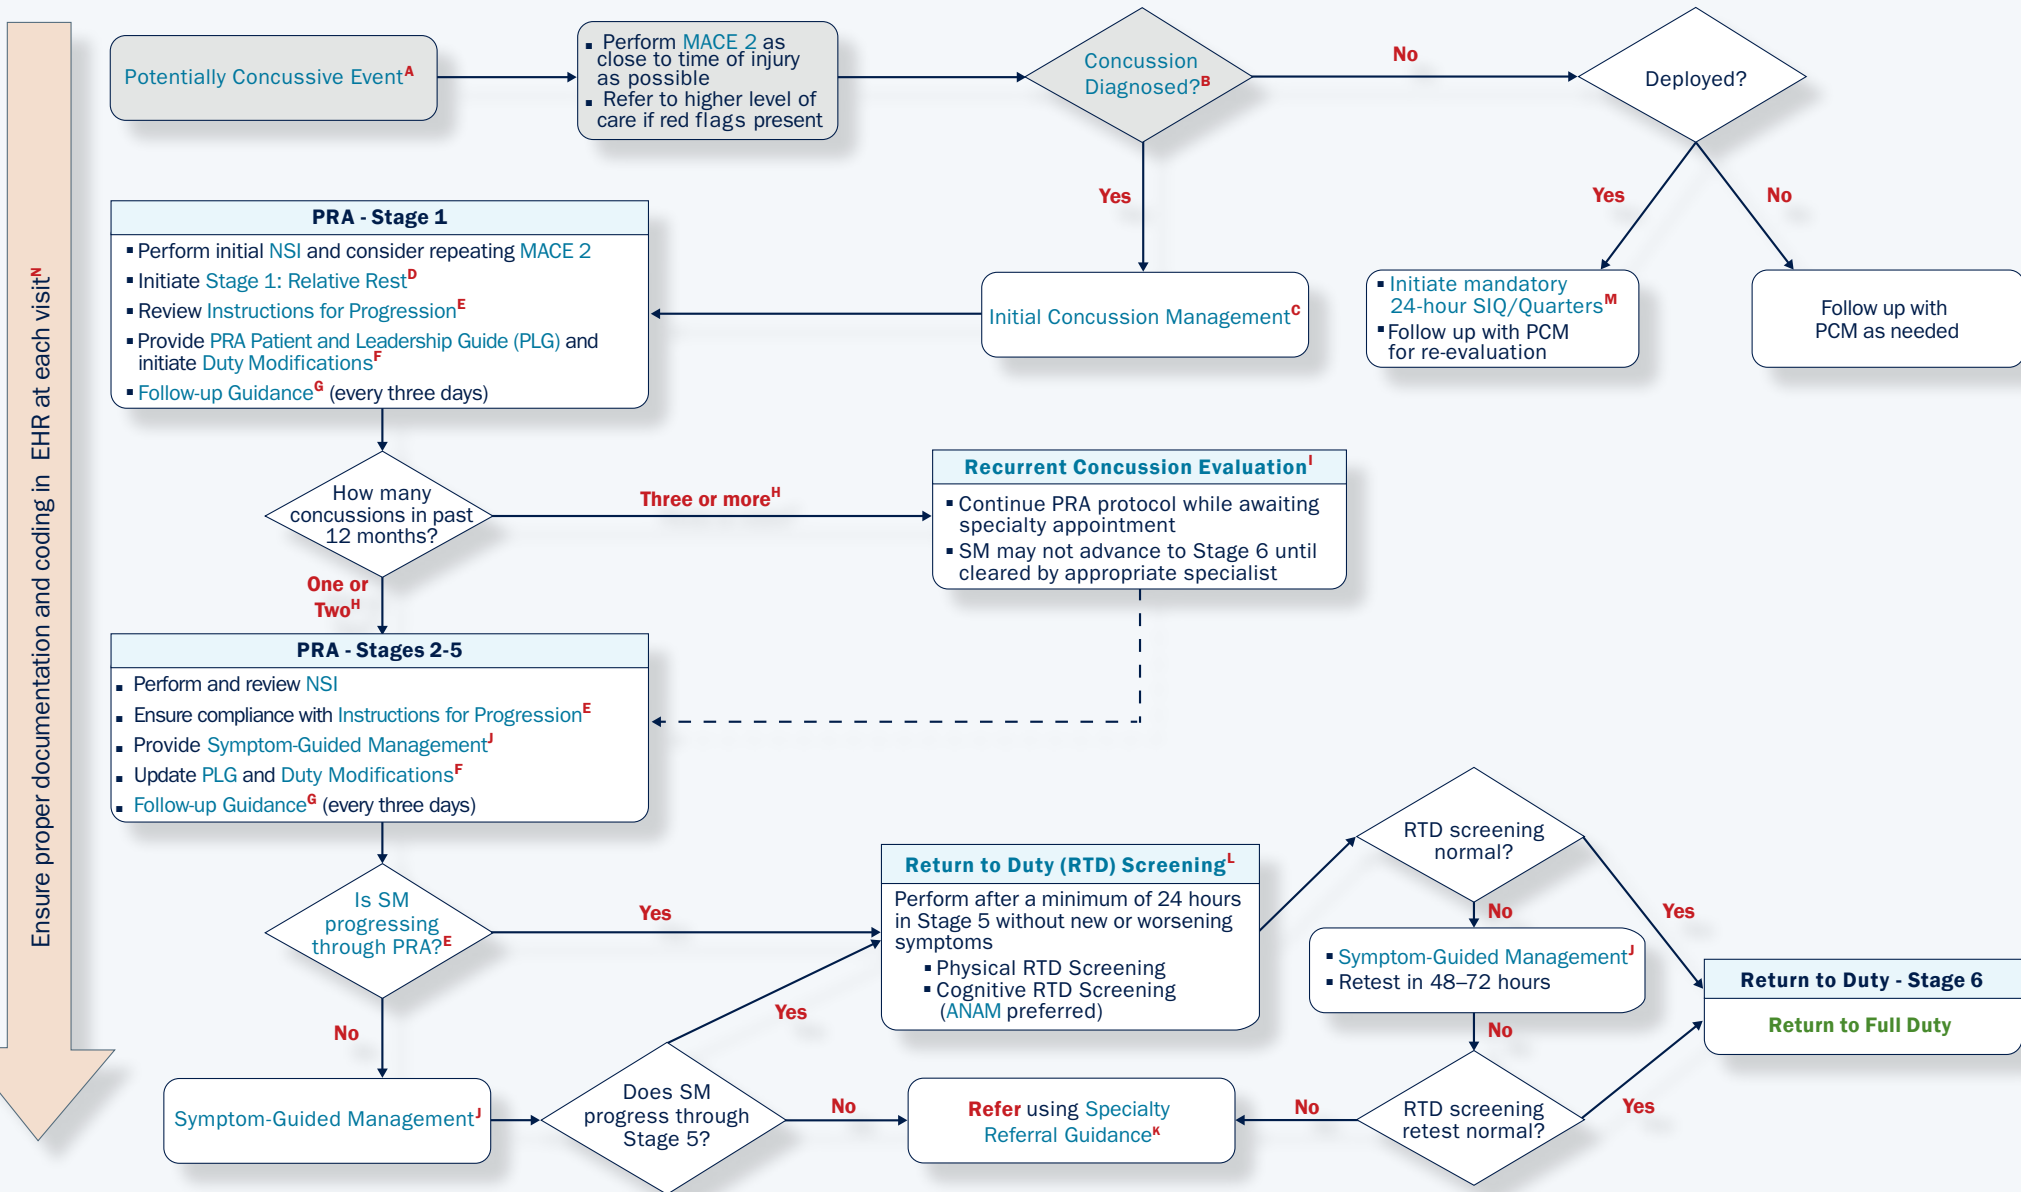 Ensure proper documentation and coding in EHR at each visitN
Potentially Concussive EventA
▪ Perform MACE 2 as
close to time of injury
as possible
▪ Refer to higher level of
care if red flags present
Concussion
Diagnosed?B
No
Deployed?
Yes
Yes
No
Initial Concussion ManagementC
▪ Initiate mandatory
24-hour SIQ/QuartersM
▪ Follow up with PCM
for re-evaluation
Follow up with
PCM as needed
PRA - Stage 1
▪ Perform initial NSI and consider repeating MACE 2
▪ Initiate Stage 1: Relative RestD
▪ Review Instructions for ProgressionE
▪ Provide PRA Patient and Leadership Guide (PLG) and
initiate Duty ModificationsF
▪ Follow-up GuidanceG (every three days)
How many
concussions in past
12 months?
Three or moreH
Recurrent Concussion EvaluationI
▪ Continue PRA protocol while awaiting
specialty appointment
▪ SM may not advance to Stage 6 until
cleared by appropriate specialist
One or
TwoH
PRA - Stages 2-5
▪ Perform and review NSI
▪ Ensure compliance with Instructions for ProgressionE
▪ Provide Symptom-Guided ManagementJ
▪ Update PLG and Duty ModificationsF
▪ Follow-up GuidanceG (every three days)
Is SM
progressing
through PRA?E
Yes
No
Symptom-Guided ManagementJ
Does SM
progress through
Stage 5?
Yes
No
Return to Duty (RTD) ScreeningL
Perform after a minimum of 24 hours
in Stage 5 without new or worsening
symptoms
▪ Physical RTD Screening
▪ Cognitive RTD Screening
(ANAM preferred)
Refer using Specialty
Referral GuidanceK
RTD screening
normal?
No
Yes
▪ Symptom-Guided ManagementJ
▪ Retest in 48–72 hours
No
RTD screening
retest normal?
No
Yes
Return to Duty - Stage 6
Return to Full Duty